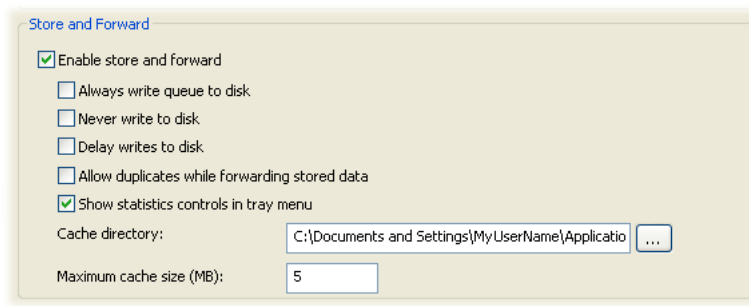 Store and Forward
Enable store and forward
Always write queue to disk
Never write to disk
Delay writes to disk
Allow duplicates while forwarding stored data
Show statistics controls in tray menu
Cache directory: C:\Documents and Settings\MyUserName\Applicatio ...
Maximum cache size (MB): 5